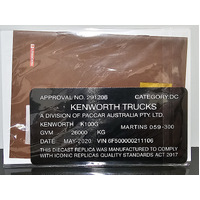 APPROVAL NO. 291206 CATEGORY:DC
KENWORTH TRUCKS
A DIVISION OF PACCAR AUSTRALIA PTY. LTD.
KENWORTH K100G MARTINS 059-300
GVM 26000 KG
DATE: MAY-2020 VIN 6F5000000211106
THIS DIECAST REPLICA WAS MANUFACTURED TO COMPLY
WITH ICONIC REPLICAS QUALITY STANDARDS ACT 2017